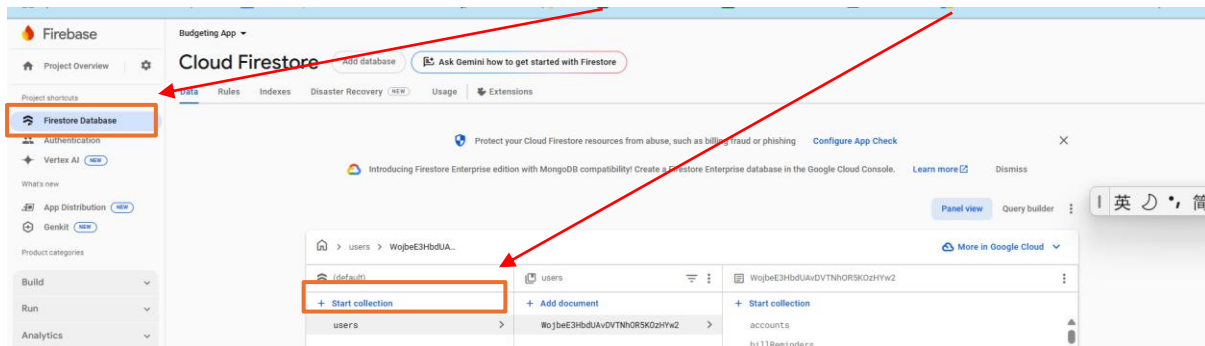 Firebase
Project Overview
Project shortcuts
Firestore Database
Authentication
Vertex AI NEW
What's new
App Distribution NEW
Genkit NEW
Product categories
Build
Run
Analytics
Budgeting App
Cloud Firestore
Add database
Ask Gemini how to get started with Firestore
Data Rules Indexes Disaster Recovery NEW Usage Extensions
Protect your Cloud Firestore resources from abuse, such as billing fraud or phishing Configure App Check
Introducing Firestore Enterprise edition with MongoDB compatibility! Create a Firestore Enterprise database in the Google Cloud Console. Learn more Dismiss
Panel view Query builder
英 简
users > WojbeE3HbdUA...
More in Google Cloud
(default)
+ Start collection
users
users
+ Add document
WojbeE3HbdUAvDVTNhOR5KOzHYw2
WojbeE3HbdUAvDVTNhOR5KOzHYw2
+ Start collection
accounts
billReminders